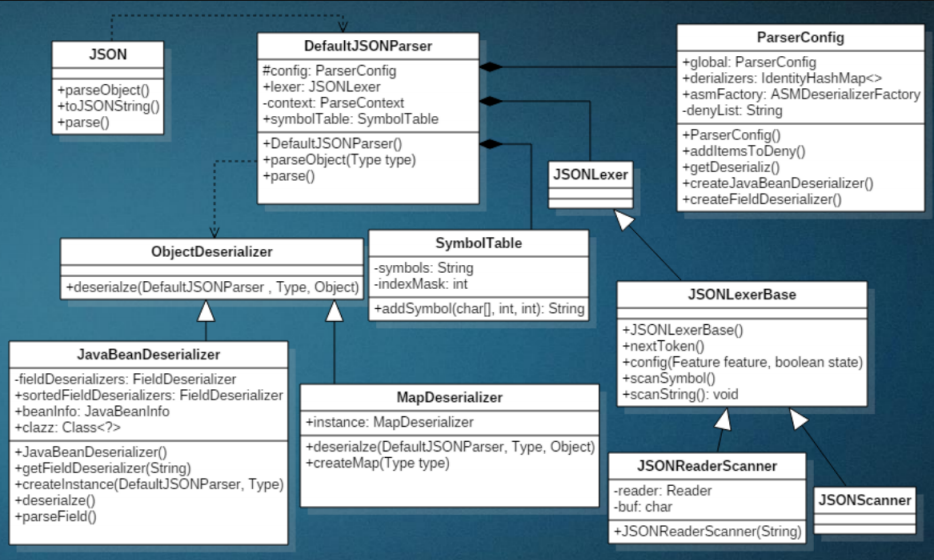 JSON
+parseObject()
+toJSONString()
+parse()
DefaultJSONParser
#config: ParserConfig
+lexer: JSONLexer
-context: ParseContext
+symbolTable: SymbolTable
+DefaultJSONParser()
+parseObject(Type type)
+parse()
ParserConfig
+global: ParserConfig
+derializers: IdentityHashMap<>
+asmFactory: ASMDeserializerFactory
-denyList: String
+ParserConfig()
+addItemsToDeny()
+getDeserializ()
+createJavaBeanDeserializer()
+createFieldDeserializer()
JSONLexer
ObjectDeserializer
+deserialze(DefaultJSONParser , Type, Object)
SymbolTable
-symbols: String
-indexMask: int
+addSymbol(char[], int, int): String
JSONLexerBase
+JSONLexerBase()
+nextToken()
+config(Feature feature, boolean state)
+scanSymbol()
+scanString(): void
JavaBeanDeserializer
-fieldDeserializers: FieldDeserializer
+sortedFieldDeserializers: FieldDeserializer
+beanInfo: JavaBeanInfo
+clazz: Class<?>
+JavaBeanDeserializer()
+getFieldDeserializer(String)
+createInstance(DefaultJSONParser, Type)
+deserialze()
+parseField()
MapDeserializer
+instance: MapDeserializer
+deserialze(DefaultJSONParser, Type, Object)
+createMap(Type type)
JSONReaderScanner
-reader: Reader
-buf: char
+JSONReaderScanner(String)
JSONScanner